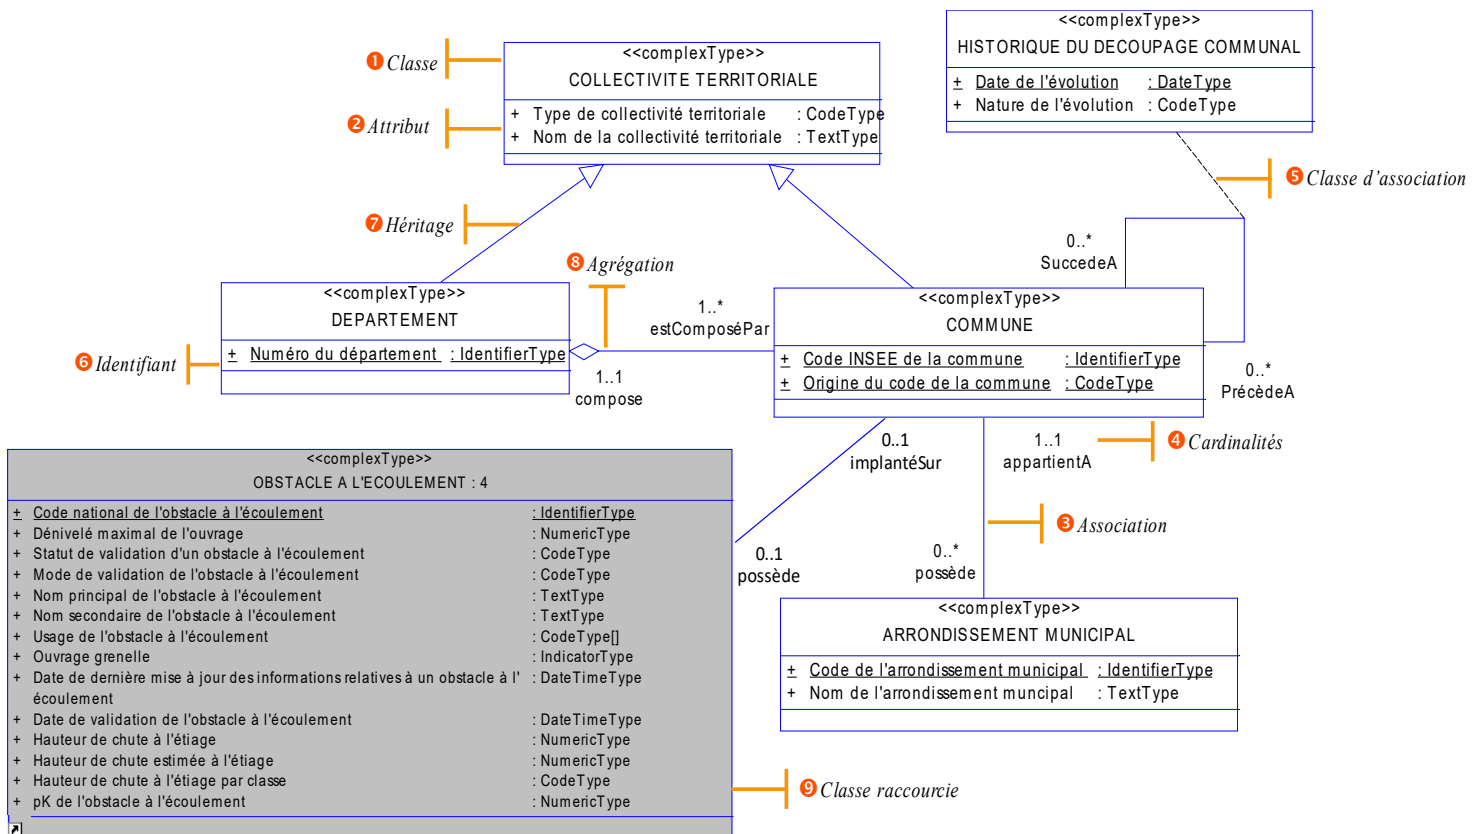 <<complexType>>
HISTORIQUE DU DECOUPAGE COMMUNAL
+ Date de l'évolution : DateType
+ Nature de l'évolution : CodeType
❶ Classe
<<complexType>>
COLLECTIVITE TERRITORIALE
+ Type de collectivité territoriale : CodeType
+ Nom de la collectivité territoriale : TextType
❷ Attribut
❺ Classe d'association
❼ Héritage
❽ Agrégation
0..*
SuccedeA
<<complexType>>
DEPARTEMENT
+ Numéro du département : IdentifierType
❻ Identifiant
1..*
estComposéPar
1..1
compose
<<complexType>>
COMMUNE
+ Code INSEE de la commune : IdentifierType
+ Origine du code de la commune : CodeType
0..*
PrécèdeA
0..1
implantéSur
1..1
appartientA
❹ Cardinalités
<<complexType>>
OBSTACLE A L'ECOULEMENT : 4
+ Code national de l'obstacle à l'écoulement : IdentifierType
+ Dénivelé maximal de l'ouvrage : NumericType
+ Statut de validation d'un obstacle à l'écoulement : CodeType
+ Mode de validation de l'obstacle à l'écoulement : CodeType
+ Nom principal de l'obstacle à l'écoulement : TextType
+ Nom secondaire de l'obstacle à l'écoulement : TextType
+ Usage de l'obstacle à l'écoulement : CodeType[]
+ Ouvrage grenelle : IndicatorType
+ Date de dernière mise à jour des informations relatives à un obstacle à l' : DateTimeType
écoulement
+ Date de validation de l'obstacle à l'écoulement : DateTimeType
+ Hauteur de chute à l'étiage : NumericType
+ Hauteur de chute estimée à l'étiage : NumericType
+ Hauteur de chute à l'étiage par classe : CodeType
+ pK de l'obstacle à l'écoulement : NumericType
❸ Association
0..1
possède
0..*
possède
<<complexType>>
ARRONDISSEMENT MUNICIPAL
+ Code de l'arrondissement municipal : IdentifierType
+ Nom de l'arrondissement muncipal : TextType
❾ Classe raccourcie